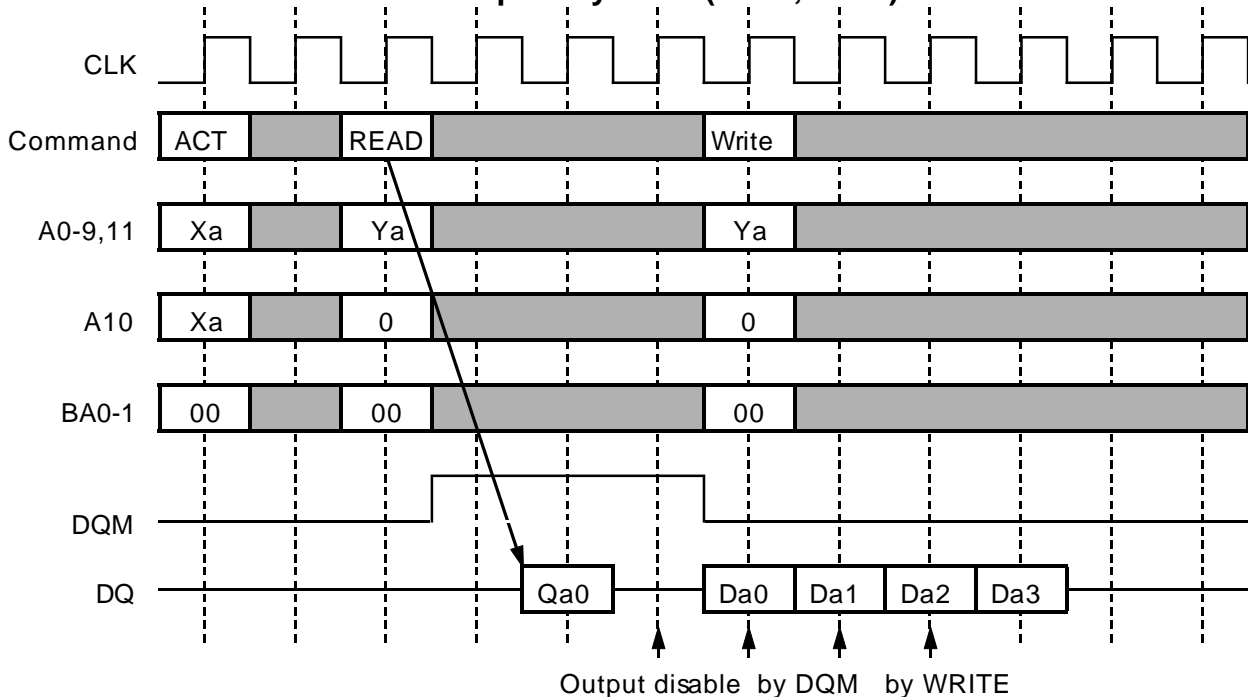 CLK
Command ACT READ Write
A0-9,11 Xa Ya Ya
A10 Xa 0 0
BA0-1 00 00 00
DQM
DQ Qa0 Da0 Da1 Da2 Da3
Output disable by DQM by WRITE